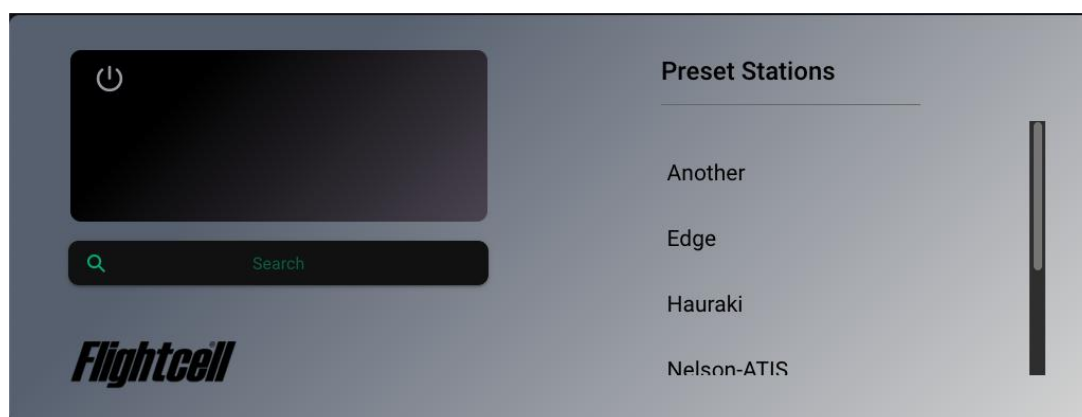 Search
Flightcell
Preset Stations
Another
Edge
Hauraki
Nelson-ATIS